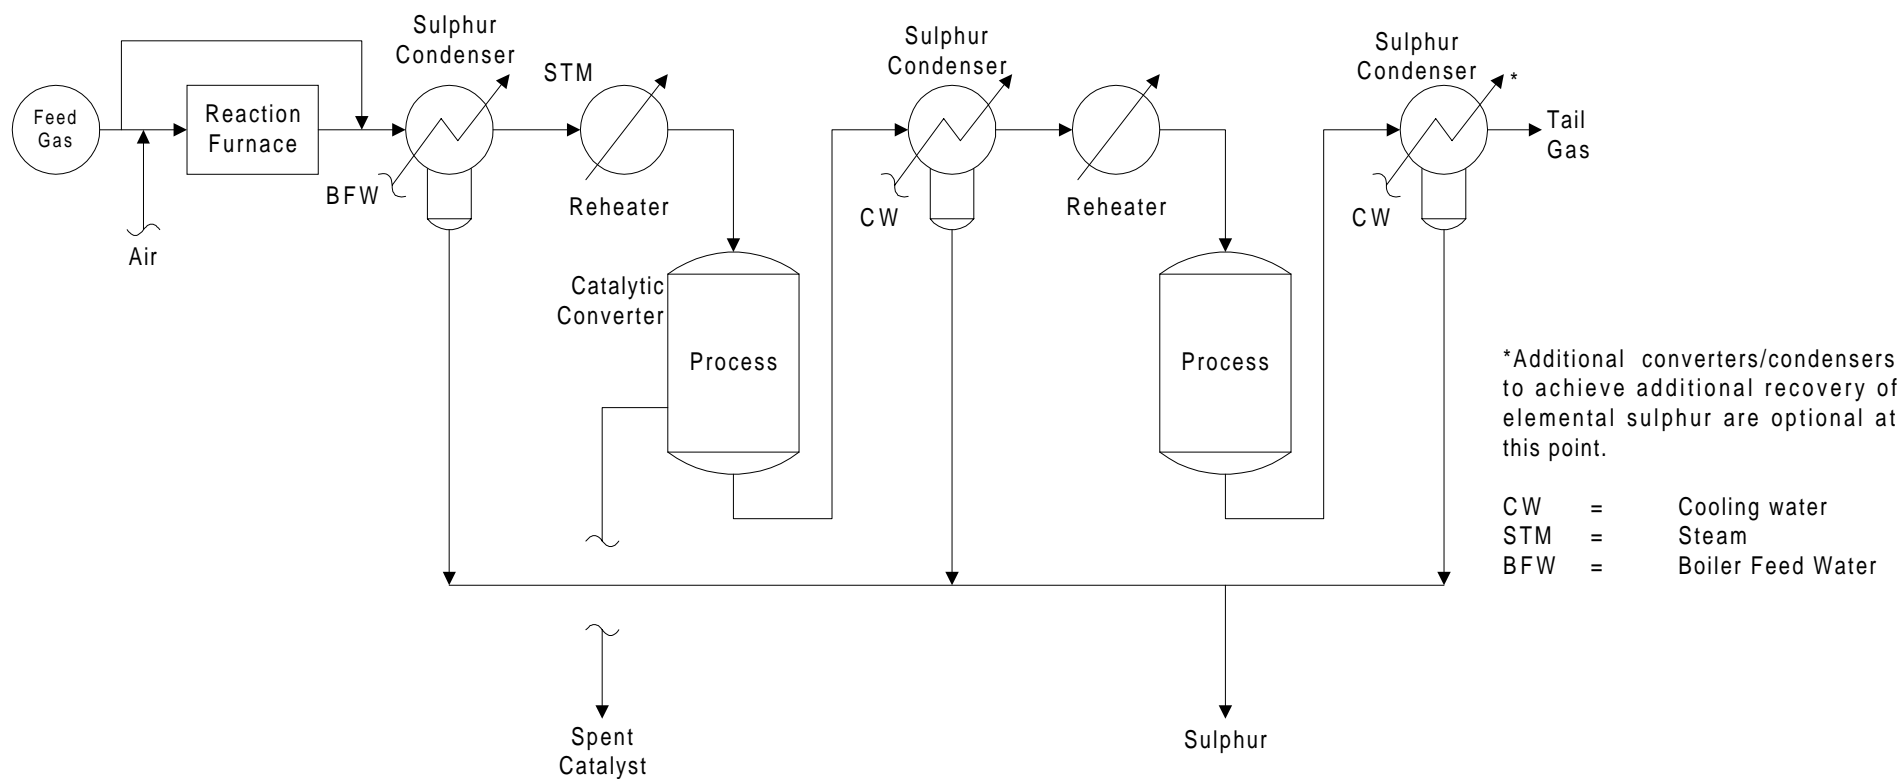 Feed
Gas
Air
Reaction
Furnace
Sulphur
Condenser
BFW
STM
Reheater
Catalytic
Converter
Process
Sulphur
Condenser
CW
Reheater
Process
Sulphur
Condenser
*
CW
Tail
Gas
*Additional converters/condensers
to achieve additional recovery of
elemental sulphur are optional at
this point.
CW = Cooling water
STM = Steam
BFW = Boiler Feed Water
Spent
Catalyst
Sulphur